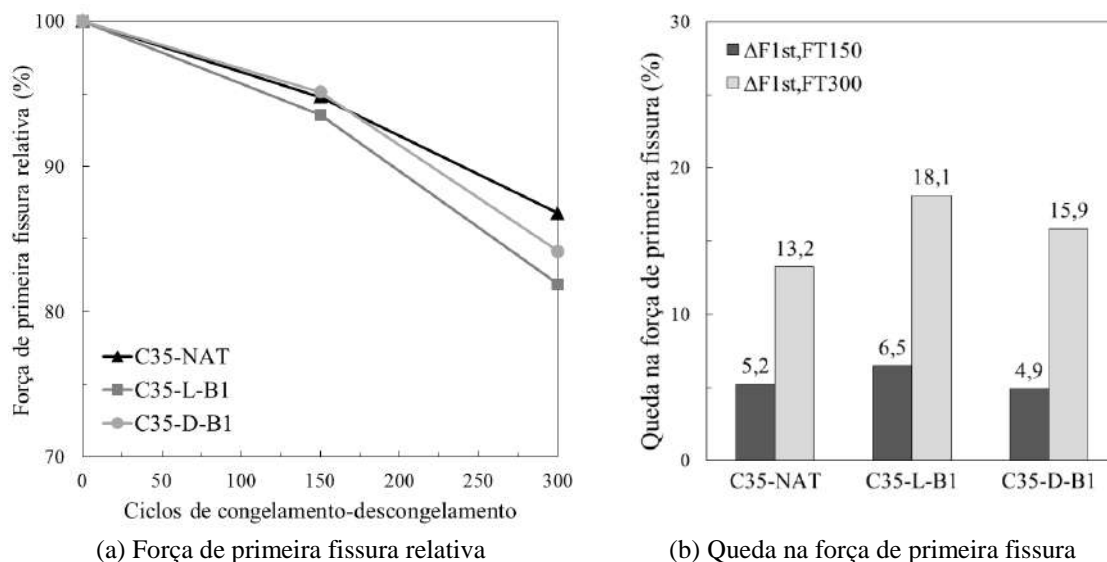 Força de primeira fissura relativa (%)
100
90
80
70
C35-NAT
C35-L-B1
C35-D-B1
0 50 100 150 200 250 300
Ciclos de congelamento-descongelamento
(a) Força de primeira fissura relativa
Queda na força de primeira fissura (%)
30
20
10
0
ΔF1st,FT150
ΔF1st,FT300
5,2 13,2 6,5 18,1 4,9 15,9
C35-NAT C35-L-B1 C35-D-B1
(b) Queda na força de primeira fissura